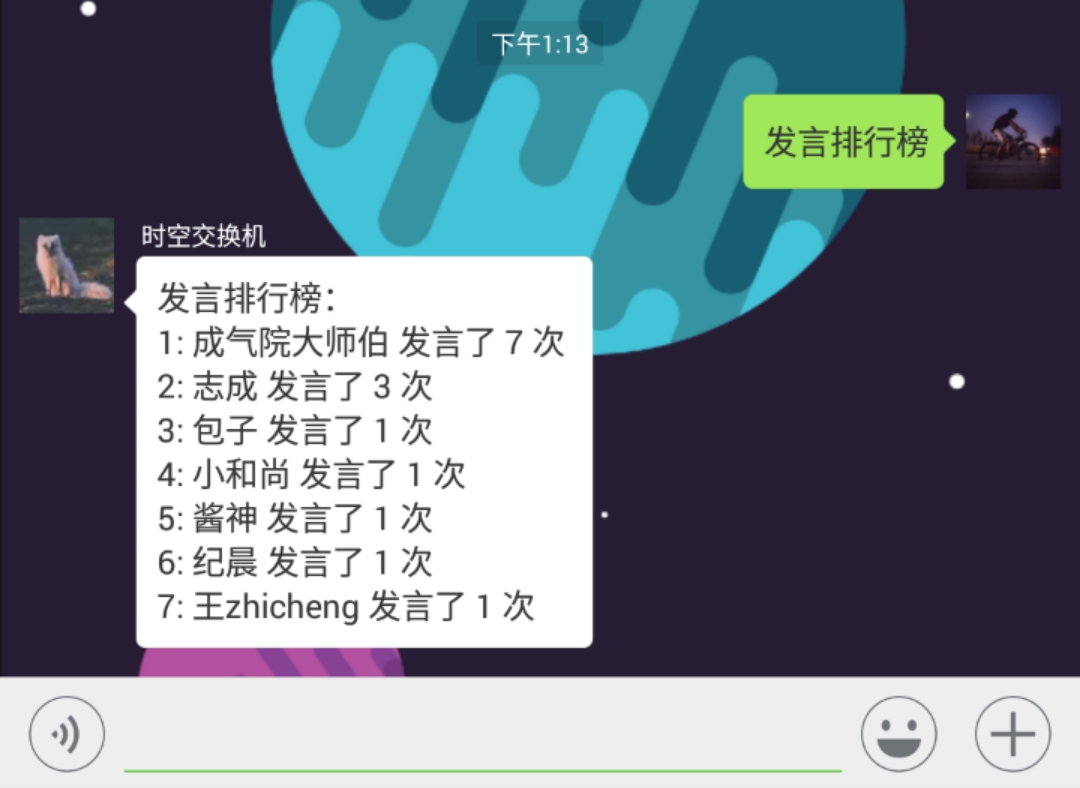 下午1:13
发言排行榜
时空交换机
发言排行榜：
1: 成气院大师伯 发言了 7 次
2: 志成 发言了 3 次
3: 包子 发言了 1 次
4: 小和尚 发言了 1 次
5: 酱神 发言了 1 次
6: 纪晨 发言了 1 次
7: 王zhicheng 发言了 1 次